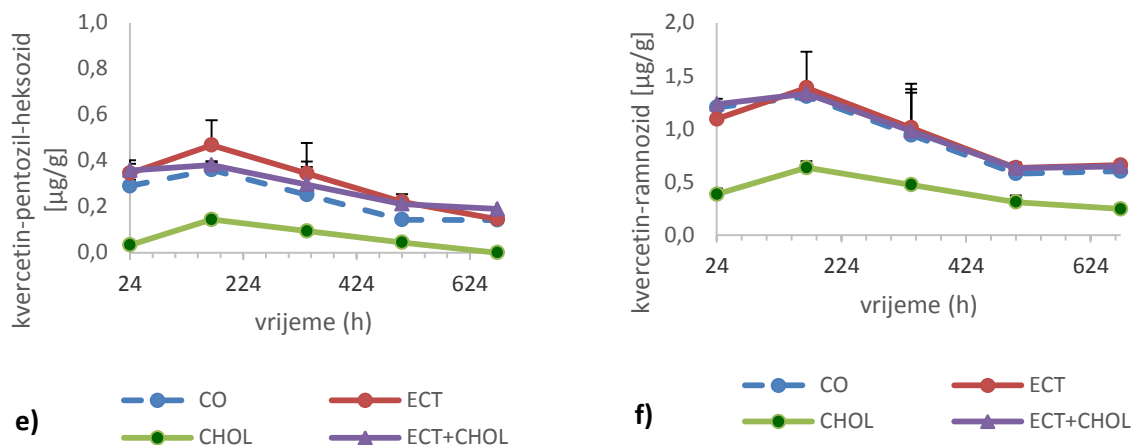 kvercetin-pentozil-heksozid
[µg/g]
1,0
0,8
0,6
0,4
0,2
0,0
24
224
424
624
vrijeme (h)
CO
ECT
CHOL
ECT+CHOL
e)
kvercetin-ramnozid [µg/g]
2,0
1,5
1,0
0,5
0,0
24
224
424
624
vrijeme (h)
CO
ECT
CHOL
ECT+CHOL
f)